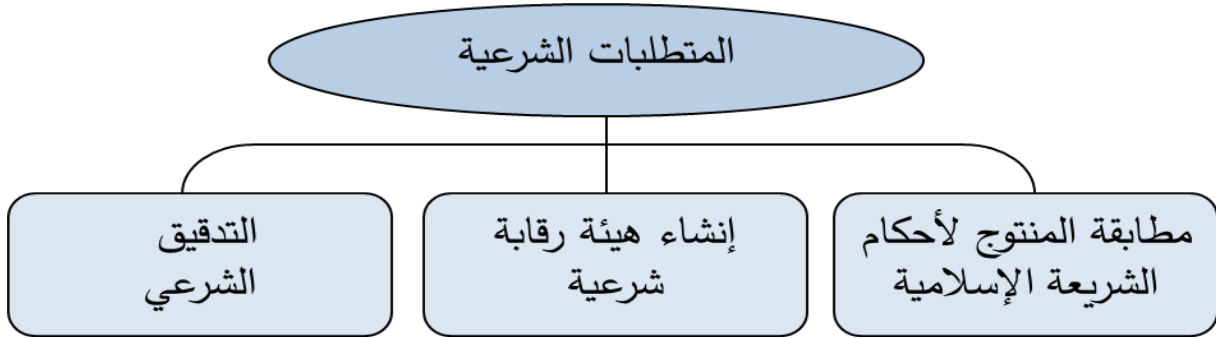 المتطلبات الشرعية
مطابقة المنتوج لأحكام
الشريعة الإسلامية
إنشاء هيئة رقابة
شرعية
التدقيق
الشرعي